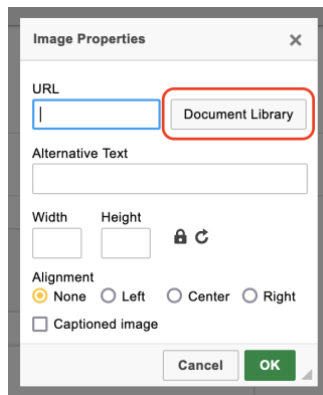 Image Properties
URL
Document Library
Alternative Text
Width Height
Alignment
None Left Center Right
Captioned image
Cancel OK